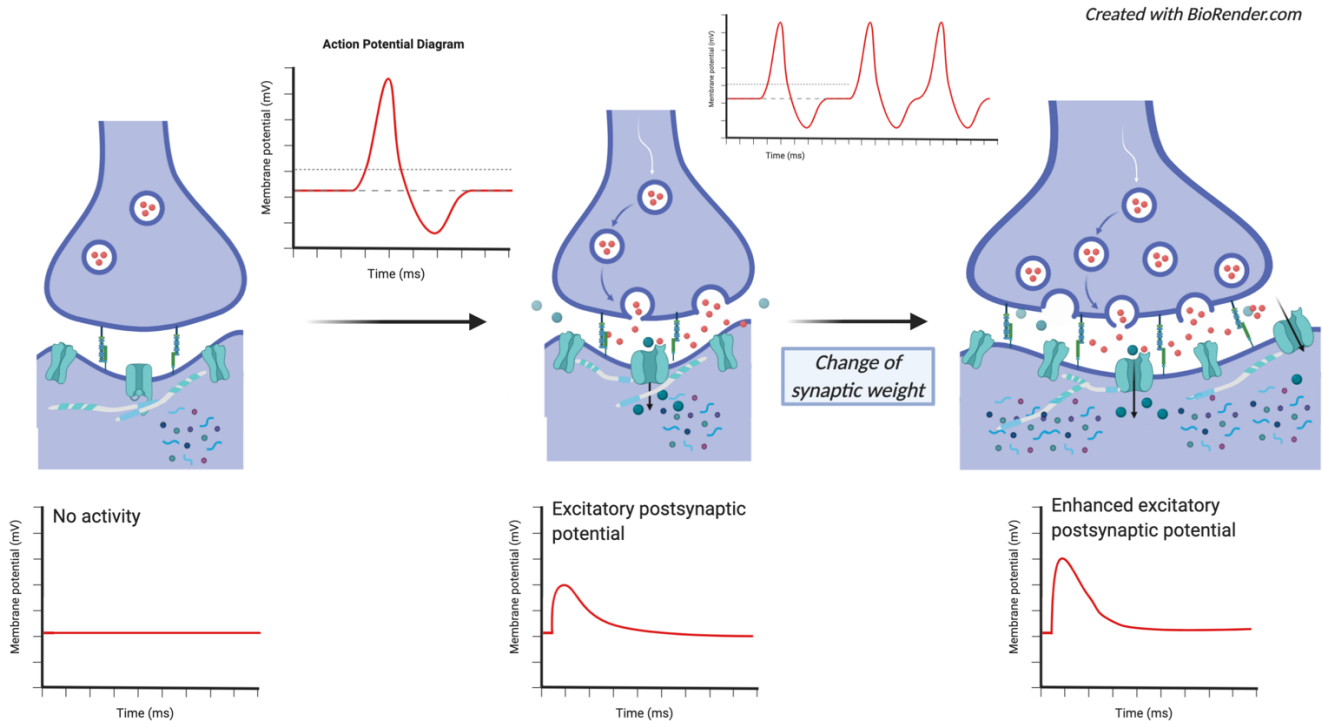 Created with BioRender.com
Action Potential Diagram
Membrane potential (mV)
Time (ms)
Membrane potential (mV)
Time (ms)
Change of
synaptic weight
No activity
Membrane potential (mV)
Time (ms)
Excitatory postsynaptic
potential
Membrane potential (mV)
Time (ms)
Enhanced excitatory
postsynaptic potential
Membrane potential (mV)
Time (ms)